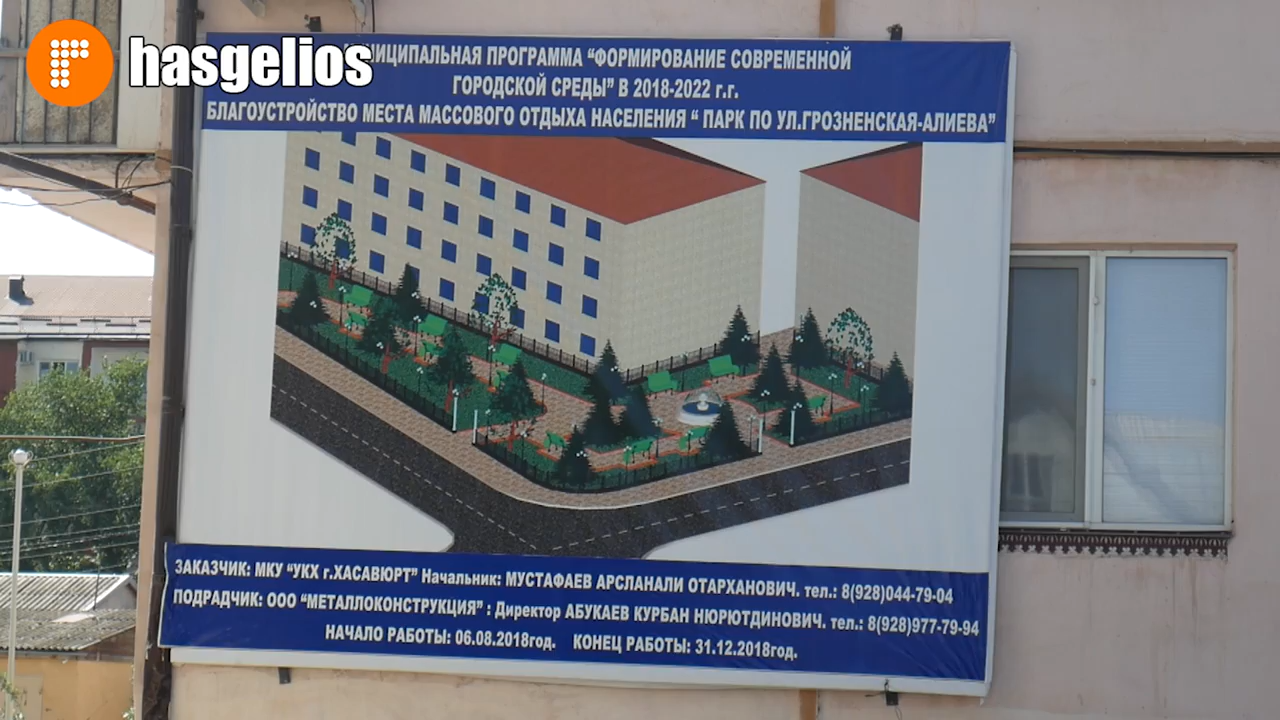 hasgelios
ПРОГРАММА “ФОРМИРОВАНИЕ СОВРЕМЕННОЙ
ГОРОДСКОЙ СРЕДЫ” В 2018-2022 г.г.
БЛАГОУСТРОЙСТВО МЕСТА МАССОВОГО ОТДЫХА НАСЕЛЕНИЯ “ ПАРК ПО УЛ.ГРОЗНЕНСКАЯ-АЛИЕВА”
ЗАКАЗЧИК: МКУ “УКХ г.ХАСАВЮРТ” Начальник: МУСТАФАЕВ АРСЛАНАЛИ ОТАРХАНОВИЧ. тел.: 8(928)044-79-04
ПОДРАДЧИК: ООО “МЕТАЛЛОКОНСТРУКЦИЯ” : Директор АБУКАЕВ КУРБАН НЮРЮТДИНОВИЧ. тел.: 8(928)977-79-94
НАЧАЛО РАБОТЫ: 06.08.2018год. КОНЕЦ РАБОТЫ: 31.12.2018год.